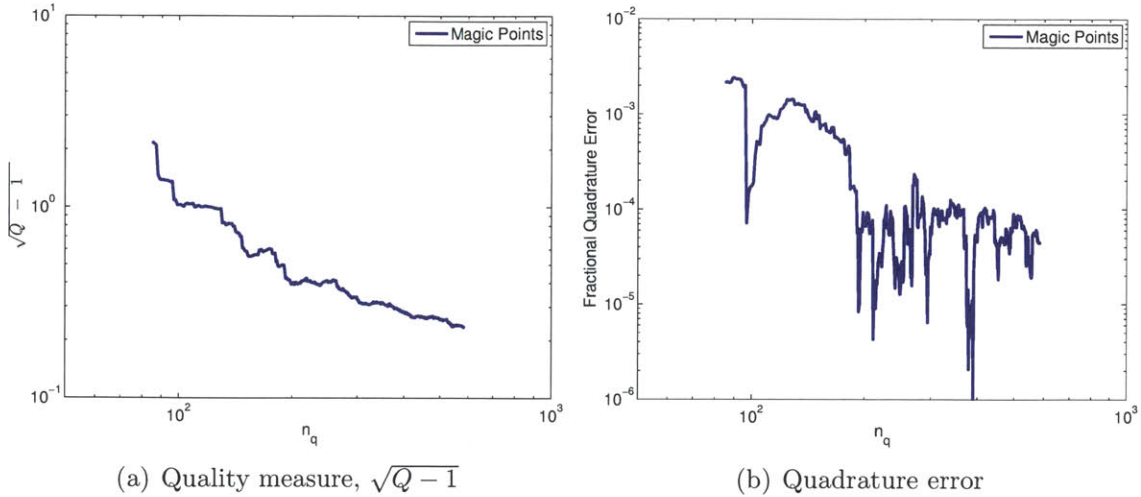 10^1
Magic Points
10^0
10^{-1}
√Q - 1
10^2
10^3
n_q
(a) Quality measure, √Q − 1
10^{-2}
Magic Points
10^{-3}
10^{-4}
10^{-5}
10^{-6}
Fractional Quadrature Error
10^2
10^3
n_q
(b) Quadrature error